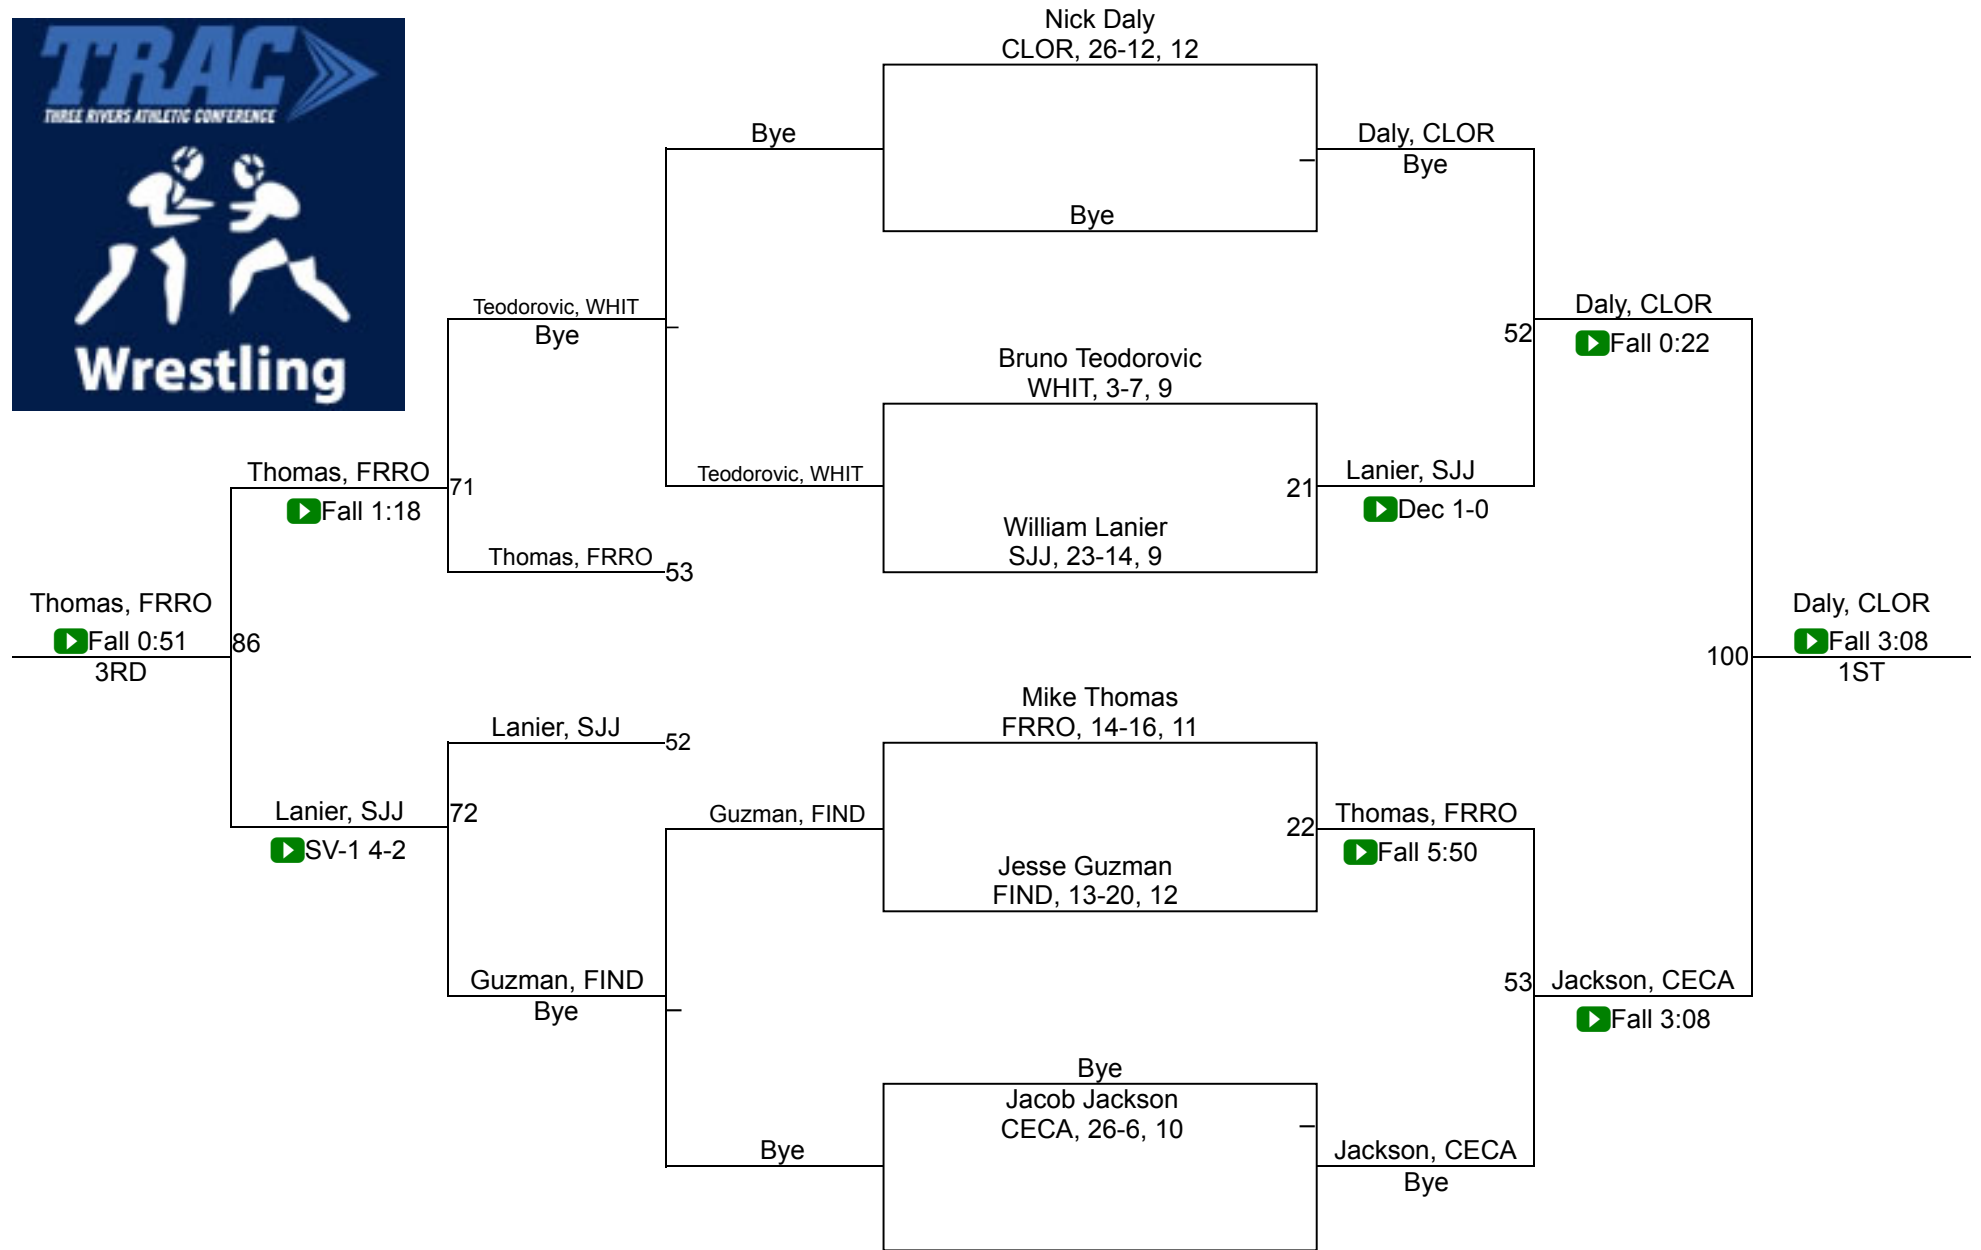 TRAC
THREE RIVERS ATHLETIC CONFERENCE
Wrestling
Nick Daly
CLOR, 26-12, 12
Bye
Bye
Daly, CLOR
Bye
Teodorovic, WHIT
Bye
Bruno Teodorovic
WHIT, 3-7, 9
52
Daly, CLOR
Fall 0:22
Thomas, FRRO
Fall 1:18
71
Teodorovic, WHIT
21
Lanier, SJJ
Dec 1-0
William Lanier
SJJ, 23-14, 9
Thomas, FRRO
53
Thomas, FRRO
Fall 0:51
3RD
86
100
Daly, CLOR
Fall 3:08
1ST
Mike Thomas
FRRO, 14-16, 11
Lanier, SJJ
52
Lanier, SJJ
SV-1 4-2
72
Guzman, FIND
22
Thomas, FRRO
Fall 5:50
Jesse Guzman
FIND, 13-20, 12
Guzman, FIND
Bye
53
Jackson, CECA
Fall 3:08
Bye
Jacob Jackson
CECA, 26-6, 10
Bye
Jackson, CECA
Bye